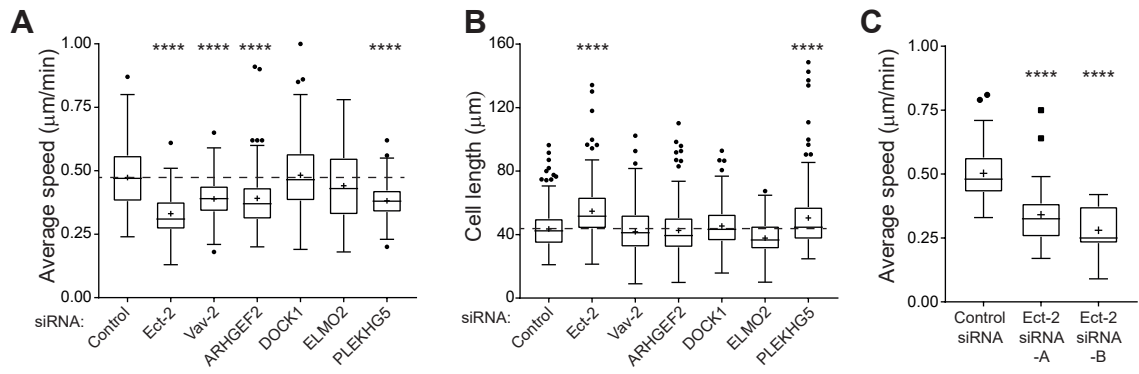 A
Average speed (μm/min)
1.00
0.75
0.50
0.25
0.00
**** **** **** ****
siRNA:
Control
Ect-2
Vav-2
ARHGEF2
DOCK1
ELMO2
PLEKHG5
B
Cell length (μm)
160
120
80
40
0
**** ****
siRNA:
Control
Ect-2
Vav-2
ARHGEF2
DOCK1
ELMO2
PLEKHG5
C
Average speed (μm/min)
1.00
0.75
0.50
0.25
0.00
**** ****
Control
siRNA
Ect-2
siRNA
-A
Ect-2
siRNA
-B